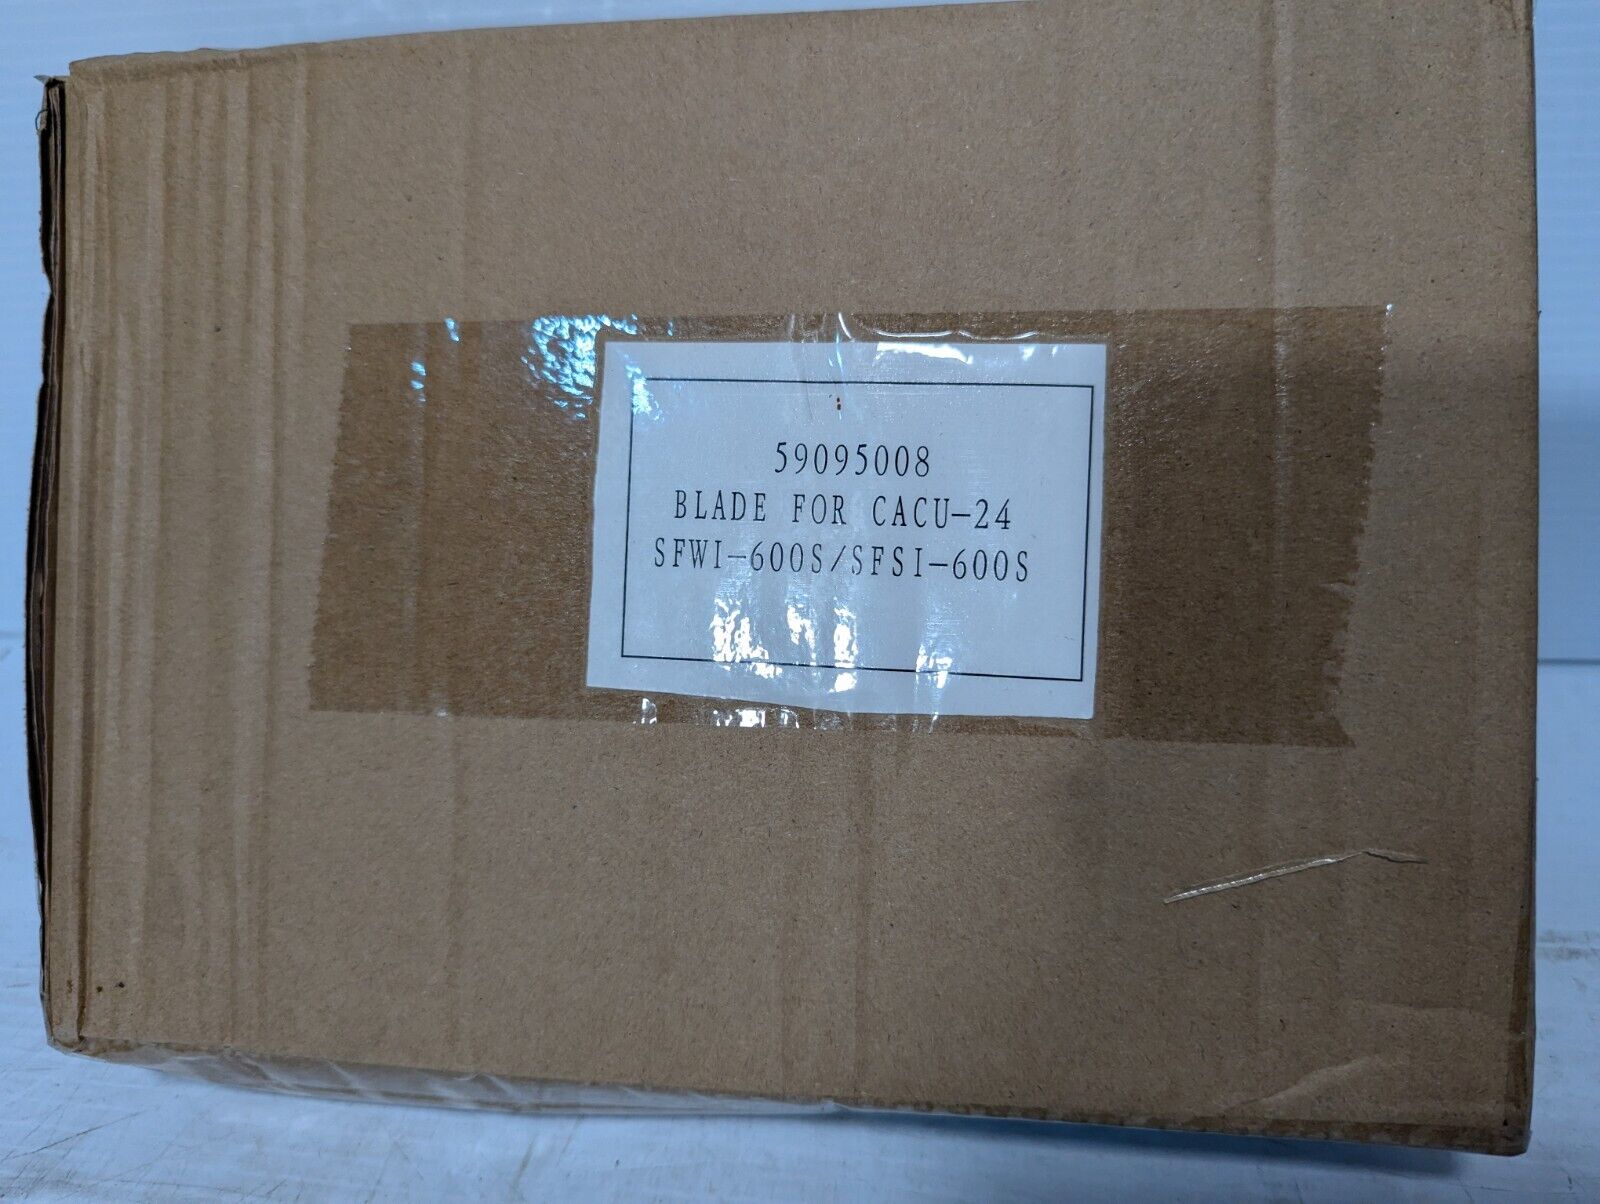 59095008
BLADE FOR CACU-24
SFWI-600S/SFSI-600S